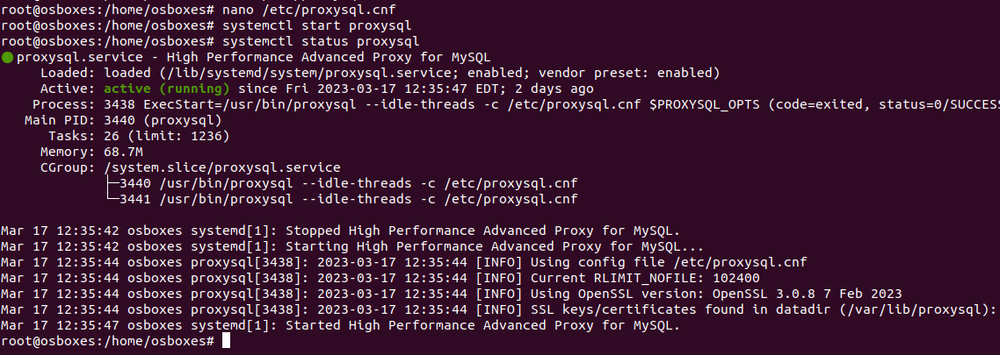 root@osboxes:/home/osboxes# nano /etc/proxysql.cnf
root@osboxes:/home/osboxes# systemctl start proxysql
root@osboxes:/home/osboxes# systemctl status proxysql
●proxysql.service - High Performance Advanced Proxy for MySQL
Loaded: loaded (/lib/systemd/system/proxysql.service; enabled; vendor preset: enabled)
Active: active (running) since Fri 2023-03-17 12:35:47 EDT; 2 days ago
Process: 3438 ExecStart=/usr/bin/proxysql --idle-threads -c /etc/proxysql.cnf $PROXYSQL_OPTS (code=exited, status=0/SUCCESS
Main PID: 3440 (proxysql)
Tasks: 26 (limit: 1236)
Memory: 68.7M
CGroup: /system.slice/proxysql.service
├─3440 /usr/bin/proxysql --idle-threads -c /etc/proxysql.cnf
└─3441 /usr/bin/proxysql --idle-threads -c /etc/proxysql.cnf
Mar 17 12:35:42 osboxes systemd[1]: Stopped High Performance Advanced Proxy for MySQL.
Mar 17 12:35:42 osboxes systemd[1]: Starting High Performance Advanced Proxy for MySQL...
Mar 17 12:35:44 osboxes proxysql[3438]: 2023-03-17 12:35:44 [INFO] Using config file /etc/proxysql.cnf
Mar 17 12:35:44 osboxes proxysql[3438]: 2023-03-17 12:35:44 [INFO] Current RLIMIT_NOFILE: 102400
Mar 17 12:35:44 osboxes proxysql[3438]: 2023-03-17 12:35:44 [INFO] Using OpenSSL version: OpenSSL 3.0.8 7 Feb 2023
Mar 17 12:35:44 osboxes proxysql[3438]: 2023-03-17 12:35:44 [INFO] SSL keys/certificates found in datadir (/var/lib/proxysql):
Mar 17 12:35:47 osboxes systemd[1]: Started High Performance Advanced Proxy for MySQL.
root@osboxes:/home/osboxes#